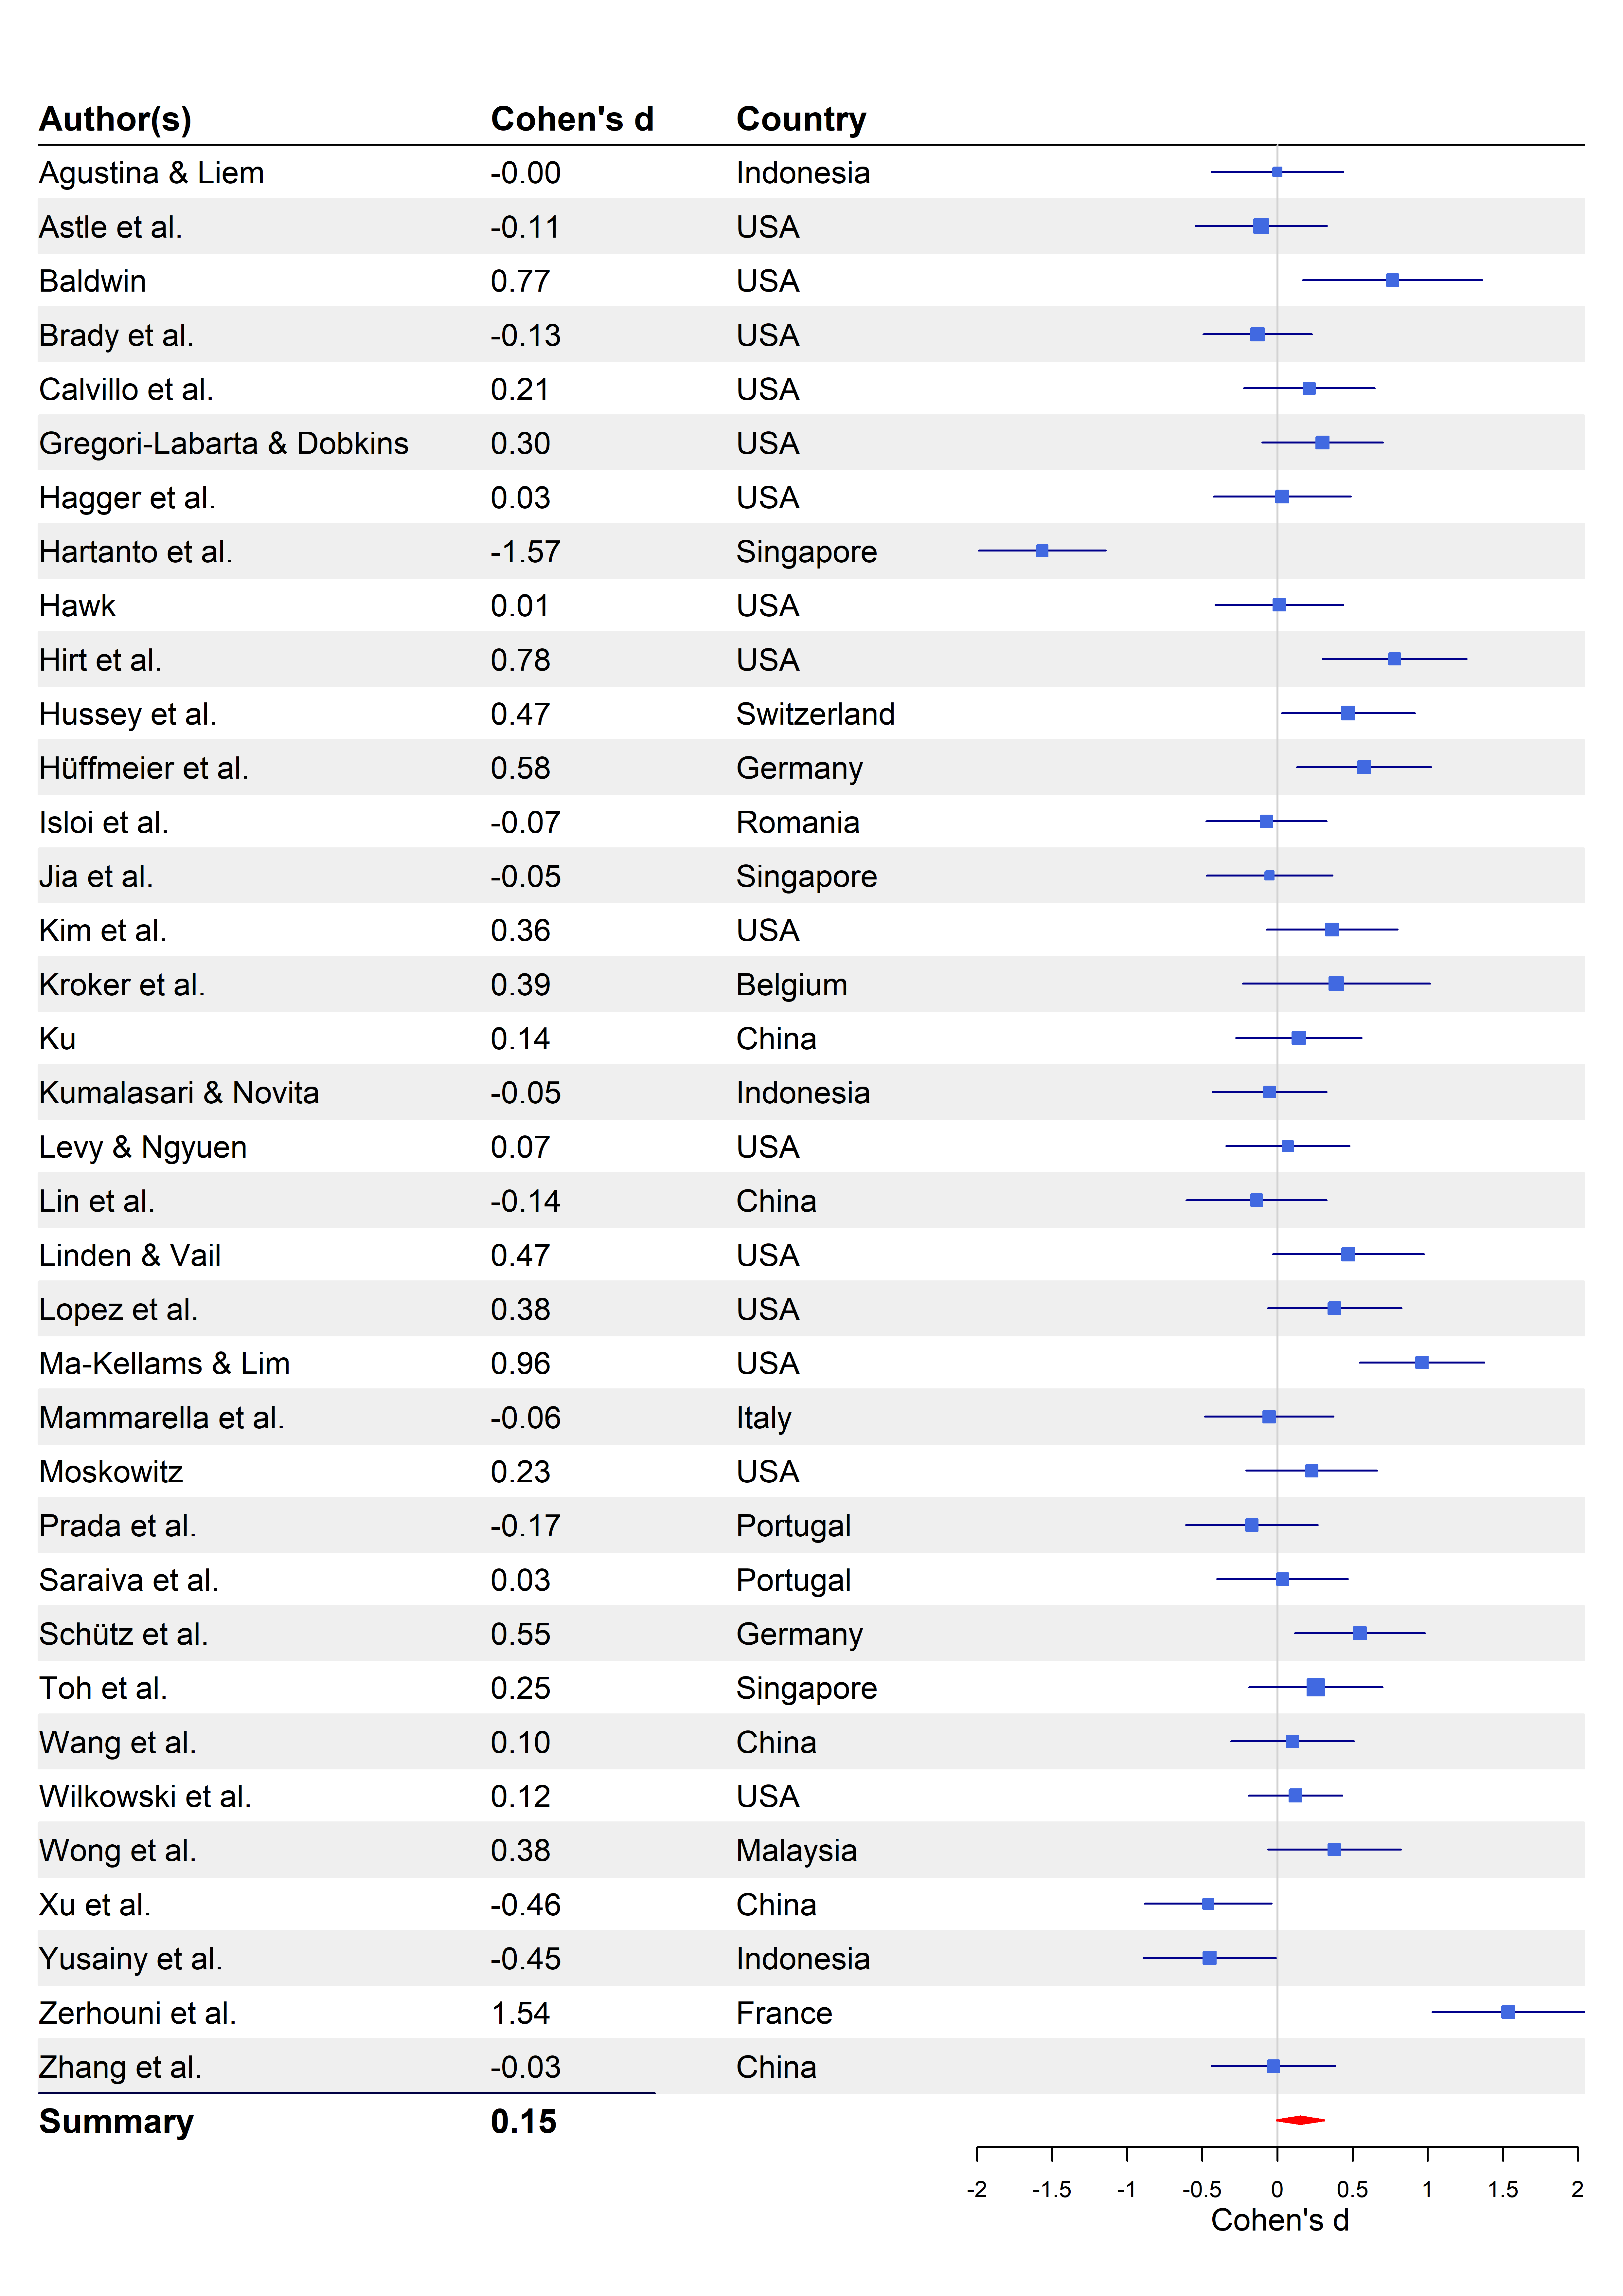 Author(s) Cohen's d Country
Agustina & Liem -0.00 Indonesia
Astle et al. -0.11 USA
Baldwin 0.77 USA
Brady et al. -0.13 USA
Calvillo et al. 0.21 USA
Gregori-Labarta & Dobkins 0.30 USA
Hagger et al. 0.03 USA
Hartanto et al. -1.57 Singapore
Hawk 0.01 USA
Hirt et al. 0.78 USA
Hussey et al. 0.47 Switzerland
Hüffmeier et al. 0.58 Germany
Isloi et al. -0.07 Romania
Jia et al. -0.05 Singapore
Kim et al. 0.36 USA
Kroker et al. 0.39 Belgium
Ku 0.14 China
Kumalasari & Novita -0.05 Indonesia
Levy & Ngyuen 0.07 USA
Lin et al. -0.14 China
Linden & Vail 0.47 USA
Lopez et al. 0.38 USA
Ma-Kellams & Lim 0.96 USA
Mammarella et al. -0.06 Italy
Moskowitz 0.23 USA
Prada et al. -0.17 Portugal
Saraiva et al. 0.03 Portugal
Schütz et al. 0.55 Germany
Toh et al. 0.25 Singapore
Wang et al. 0.10 China
Wilkowski et al. 0.12 USA
Wong et al. 0.38 Malaysia
Xu et al. -0.46 China
Yusainy et al. -0.45 Indonesia
Zerhouni et al. 1.54 France
Zhang et al. -0.03 China
Summary 0.15
-2 -1.5 -1 -0.5 0 0.5 1 1.5 2
Cohen's d